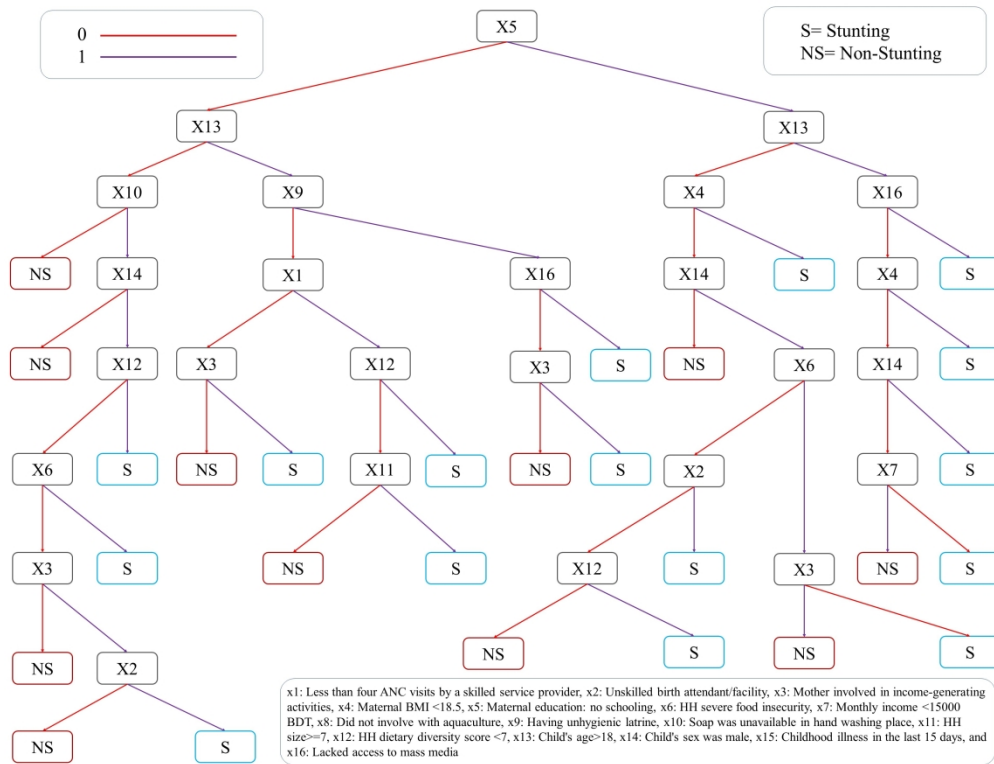 X5
0
1
S= Stunting
NS= Non-Stunting
X13
X13
X10
X9
X4
X16
NS
X14
X1
X16
X14
S
X4
S
NS
X12
X3
X12
X3
S
NS
X6
X14
S
X6
S
NS
S
X11
S
NS
S
X2
X7
S
X3
S
NS
S
X12
S
X3
NS
S
NS
X2
NS
S
NS
S
NS
S
x1: Less than four ANC visits by a skilled service provider, x2: Unskilled birth attendant/facility, x3: Mother involved in income-generating
activities, x4: Maternal BMI <18.5, x5: Maternal education: no schooling, x6: HH severe food insecurity, x7: Monthly income <15000
BDT, x8: Did not involve with aquaculture, x9: Having unhygienic latrine, x10: Soap was unavailable in hand washing place, x11: HH
size>=7, x12: HH dietary diversity score <7, x13: Child's age>18, x14: Child's sex was male, x15: Childhood illness in the last 15 days, and
x16: Lacked access to mass media